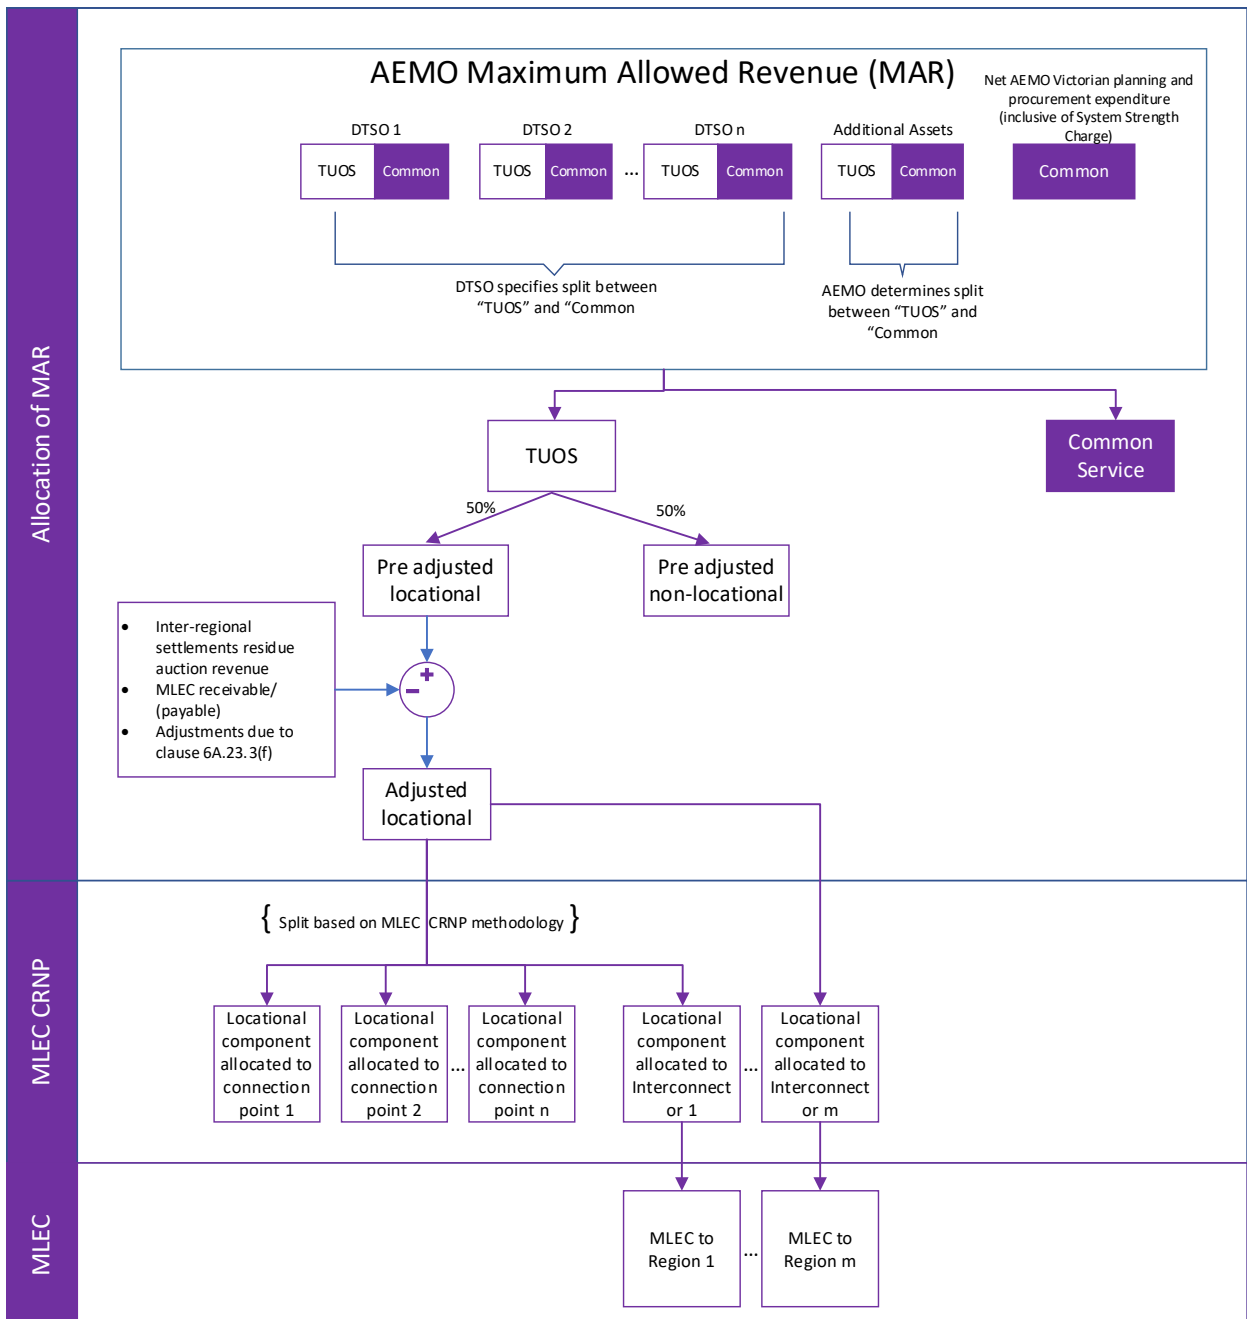 AEMO Maximum Allowed Revenue (MAR)
Net AEMO Victorian planning and
procurement expenditure
(inclusive of System Strength
Charge)
DTSO 1
DTSO 2
DTSO n
Additional Assets
TUOS
Common
TUOS
Common
...
TUOS
Common
TUOS
Common
Common
DTSO specifies split between
“TUOS” and “Common
AEMO determines split
between “TUOS” and
“Common
Allocation of MAR
TUOS
Common
Service
50%
50%
Pre adjusted
locational
Pre adjusted
non-locational
• Inter-regional
settlements residue
auction revenue
• MLEC receivable/
(payable)
• Adjustments due to
clause 6A.23.3(f)
+
–
Adjusted
locational
MLEC CRNP
{ Split based on MLEC CRNP methodology }
Locational
component
allocated to
connection
point 1
Locational
component
allocated to
connection
point 2
...
Locational
component
allocated to
connection
point n
Locational
component
allocated to
Interconnect
or 1
...
Locational
component
allocated to
Interconnect
or m
MLEC
MLEC to
Region 1
...
MLEC to
Region m